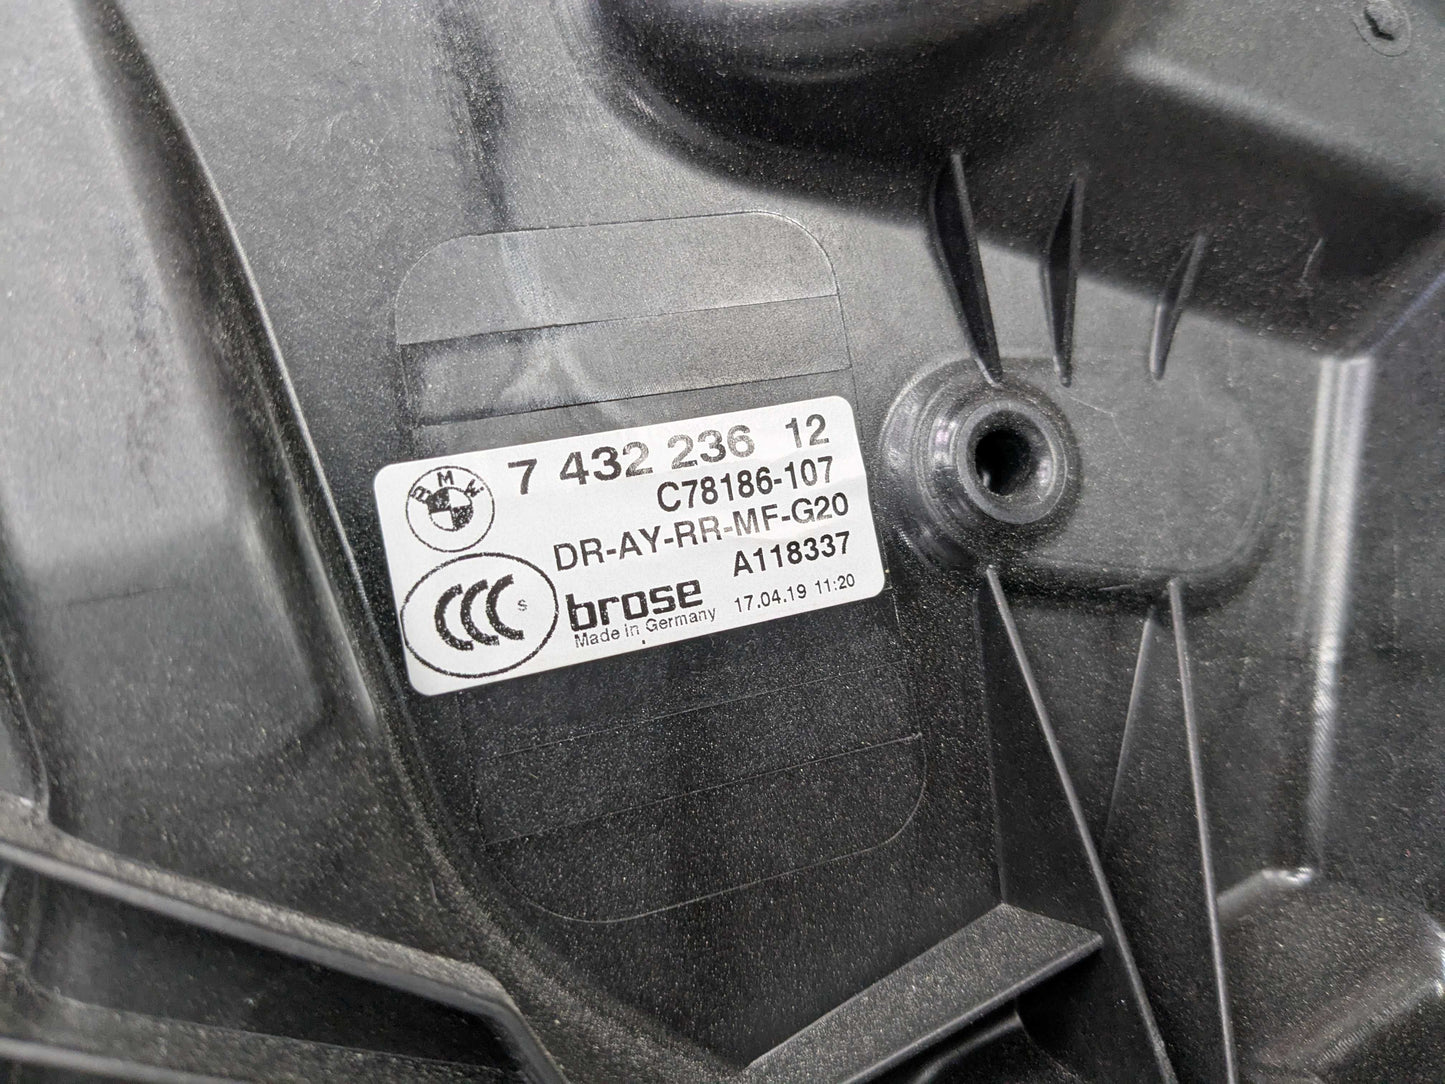 BMW
7 432 236 12
C78186-107
DR-AY-RR-MF-G20
A118337
CCC S
brose
17.04.19 11:20
Made in Germany